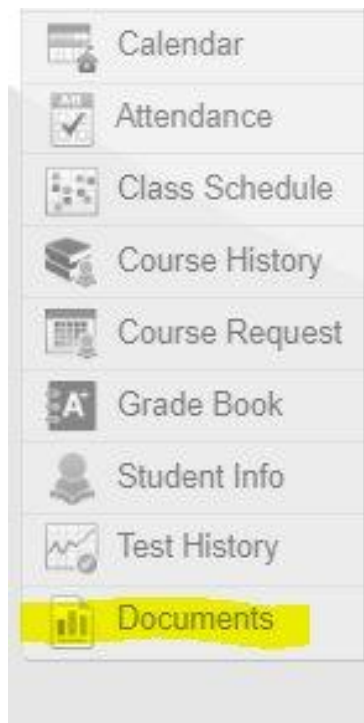 Calendar
Attendance
Class Schedule
Course History
Course Request
Grade Book
Student Info
Test History
Documents